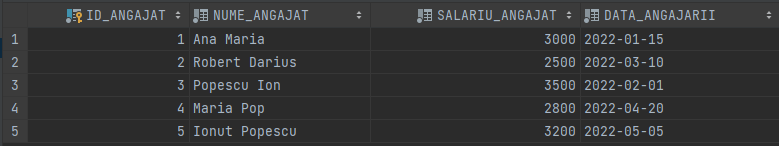 ID_ANGAJAT NUME_ANGAJAT SALARIU_ANGAJAT DATA_ANGAJARII
1 1 Ana Maria 3000 2022-01-15
2 2 Robert Darius 2500 2022-03-10
3 3 Popescu Ion 3500 2022-02-01
4 4 Maria Pop 2800 2022-04-20
5 5 Ionut Popescu 3200 2022-05-05